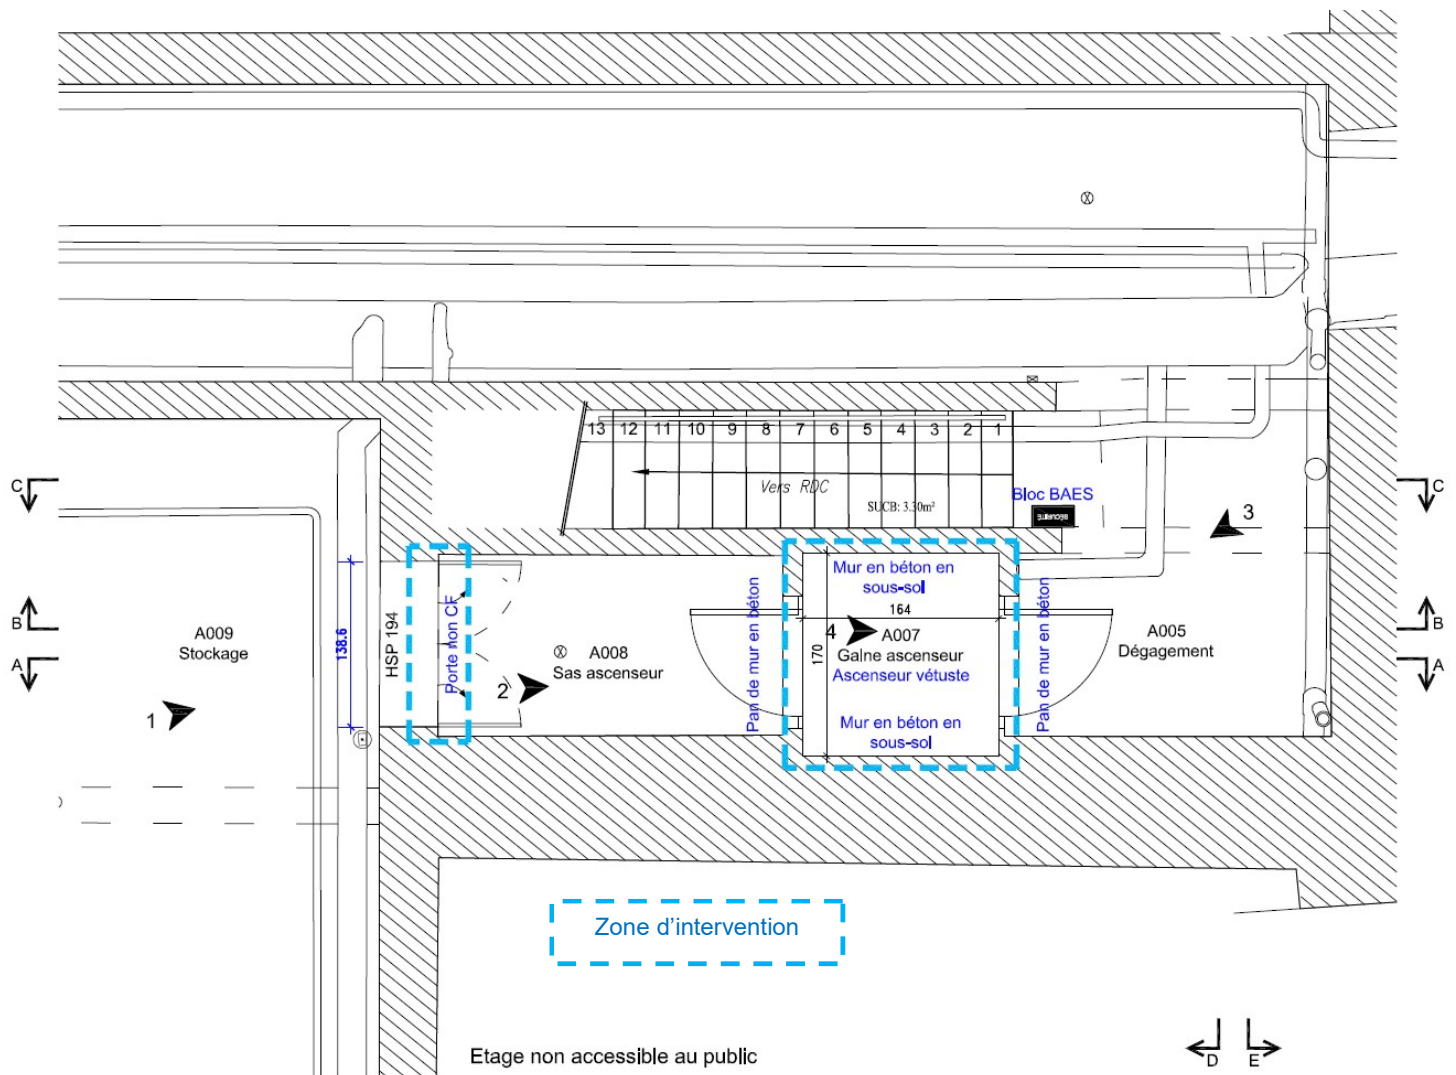 13 12 11 10 9 8 7 6 5 4 3 2 1
Vers RDC
SUCB: 3.30m²
Bloc BAES
SÉCURITÉ
3
C
C
B
B
A
A
A009
Stockage
1
138.6
HSP 194
Porte non CF
2
A008
Sas ascenseur
Pan de mur en béton
Mur en béton en
sous-sol
164
170
4
A007
Gaîne ascenseur
Ascenseur vétuste
Mur en béton en
sous-sol
Pan de mur en béton
A005
Dégagement
Zone d'intervention
Etage non accessible au public
D
E